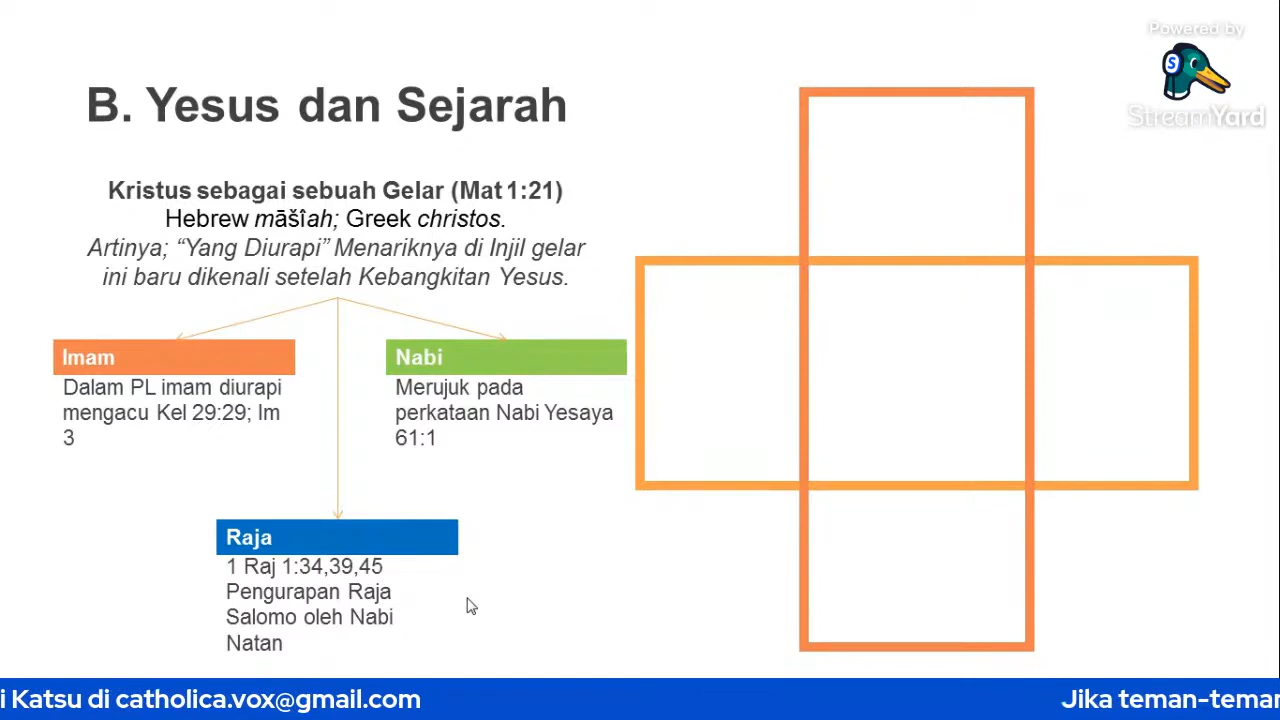 Powered by
StreamYard
B. Yesus dan Sejarah
Kristus sebagai sebuah Gelar (Mat 1:21)
Hebrew māšîah; Greek christos.
Artinya; “Yang Diurapi” Menariknya di Injil gelar
ini baru dikenali setelah Kebangkitan Yesus.
Imam
Dalam PL imam diurapi
mengacu Kel 29:29; Im
3
Nabi
Merujuk pada
perkataan Nabi Yesaya
61:1
Raja
1 Raj 1:34,39,45
Pengurapan Raja
Salomo oleh Nabi
Natan
i Katsu di catholica.vox@gmail.com
Jika teman-teman